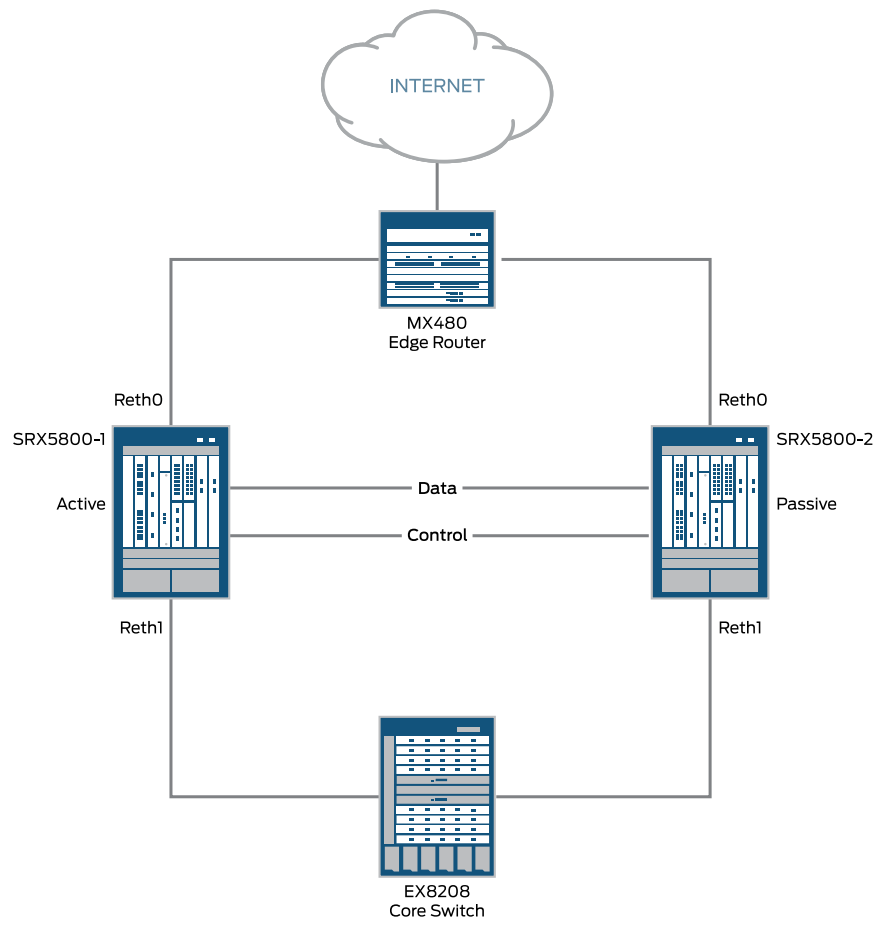 INTERNET
MX480
Edge Router
Reth0
Reth0
SRX5800-1
SRX5800-2
Data
Active
Passive
Control
Reth1
Reth1
EX8208
Core Switch